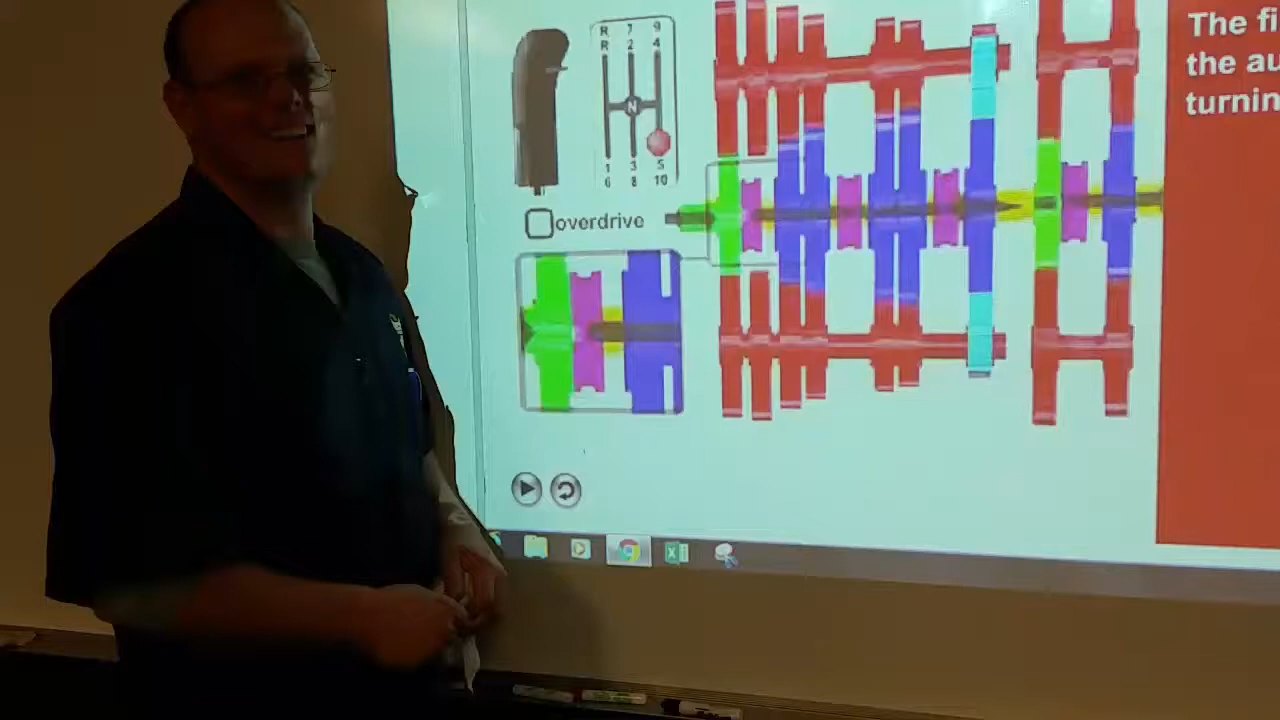 R 7 9
R 2 4
N
1 3 5
6 8 10
overdrive
The fi
the au
turnin